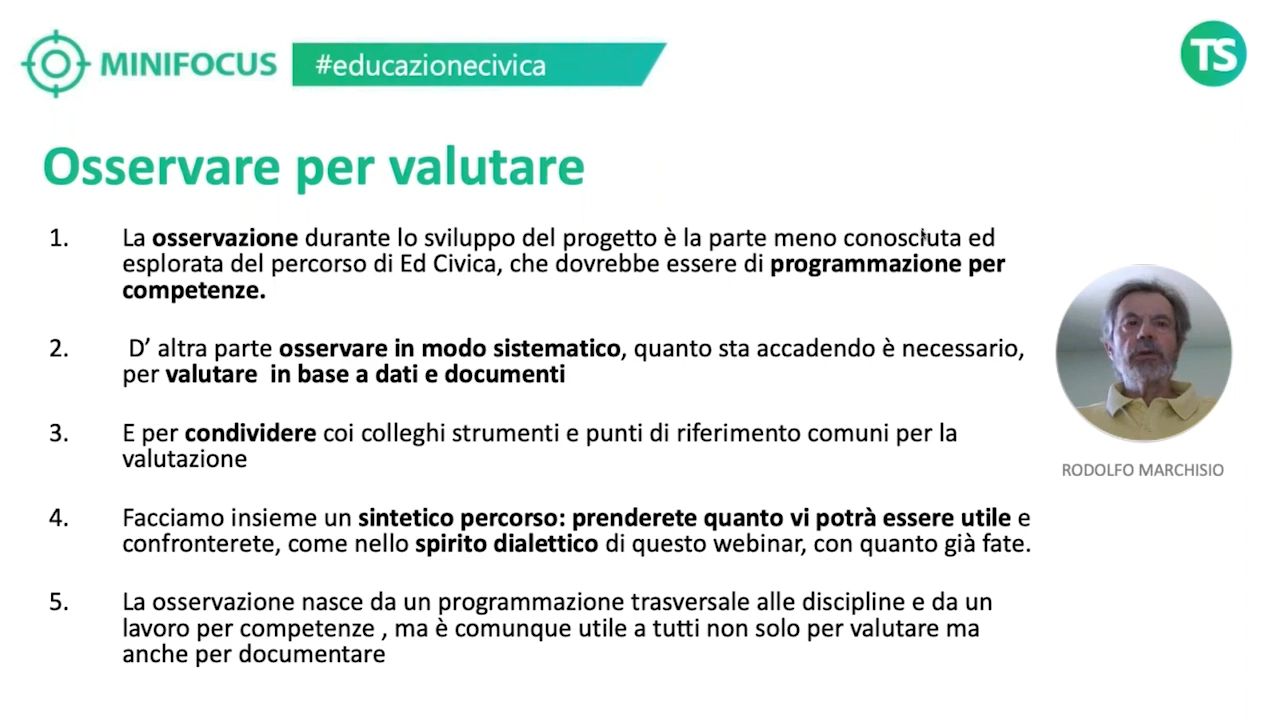 MINIFOCUS #educazionecivica
TS
Osservare per valutare
1. La osservazione durante lo sviluppo del progetto è la parte meno conosciuta ed
esplorata del percorso di Ed Civica, che dovrebbe essere di programmazione per
competenze.
2. D’ altra parte osservare in modo sistematico, quanto sta accadendo è necessario,
per valutare in base a dati e documenti
3. E per condividere coi colleghi strumenti e punti di riferimento comuni per la
valutazione
4. Facciamo insieme un sintetico percorso: prenderete quanto vi potrà essere utile e
confronterete, come nello spirito dialettico di questo webinar, con quanto già fate.
5. La osservazione nasce da un programmazione trasversale alle discipline e da un
lavoro per competenze , ma è comunque utile a tutti non solo per valutare ma
anche per documentare
RODOLFO MARCHISIO